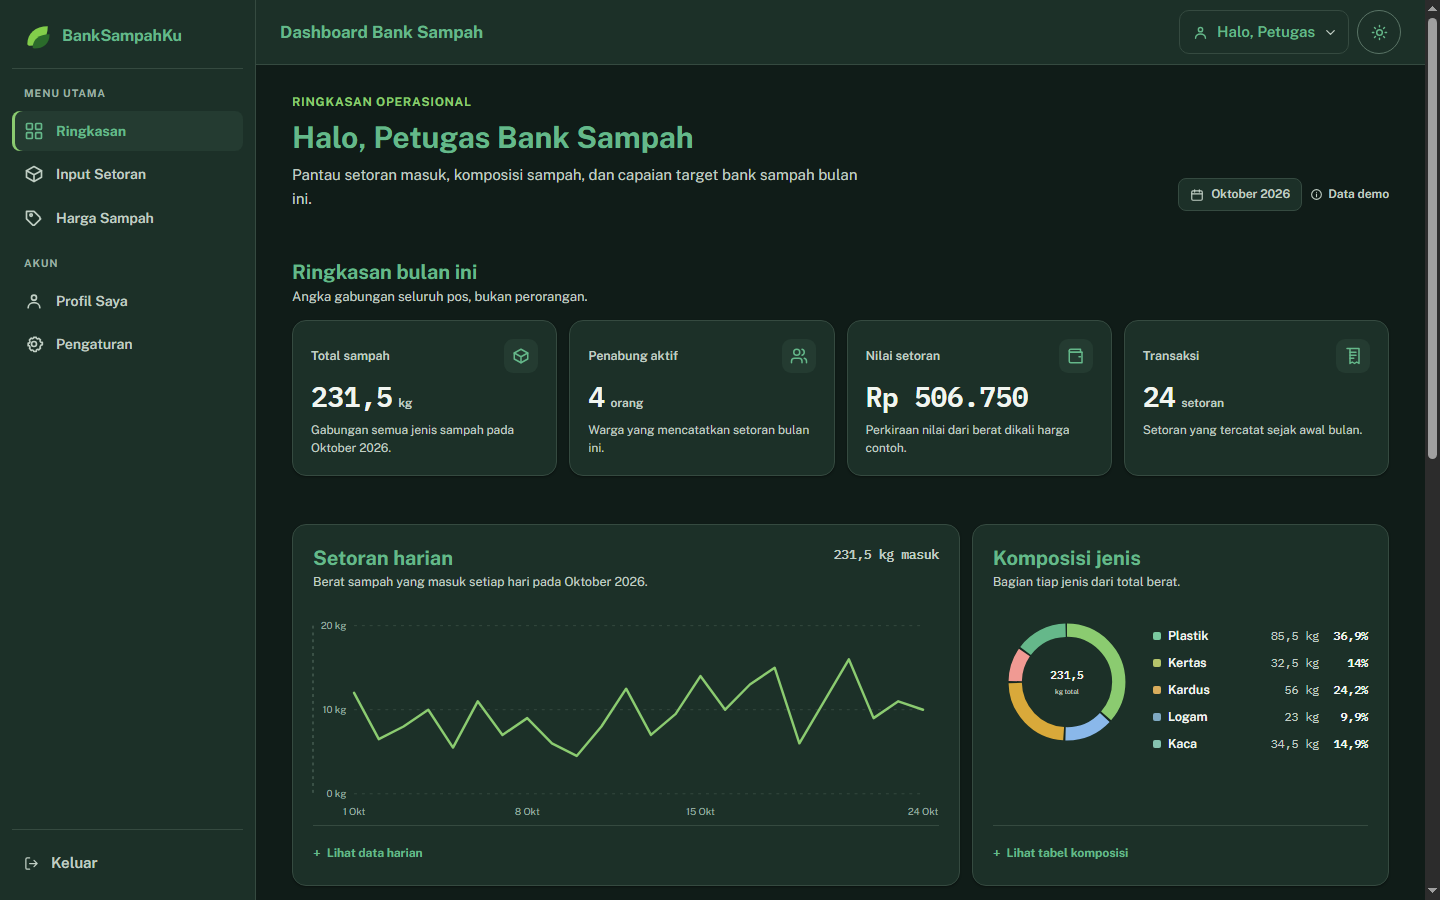 BankSampahKu
MENU UTAMA
Ringkasan
Input Setoran
Harga Sampah
AKUN
Profil Saya
Pengaturan
Keluar
Dashboard Bank Sampah
Halo, Petugas
RINGKASAN OPERASIONAL
Halo, Petugas Bank Sampah
Pantau setoran masuk, komposisi sampah, dan capaian target bank sampah bulan
ini.
Oktober 2026
Data demo
Ringkasan bulan ini
Angka gabungan seluruh pos, bukan perorangan.
Total sampah
231,5 kg
Gabungan semua jenis sampah pada
Oktober 2026.
Penabung aktif
4 orang
Warga yang mencatatkan setoran bulan
ini.
Nilai setoran
Rp 506.750
Perkiraan nilai dari berat dikali harga
contoh.
Transaksi
24 setoran
Setoran yang tercatat sejak awal bulan.
Setoran harian
231,5 kg masuk
Berat sampah yang masuk setiap hari pada Oktober 2026.
20 kg
10 kg
0 kg
1 Okt
8 Okt
15 Okt
24 Okt
+ Lihat data harian
Komposisi jenis
Bagian tiap jenis dari total berat.
231,5
kg total
Plastik 85,5 kg 36,9%
Kertas 32,5 kg 14%
Kardus 56 kg 24,2%
Logam 23 kg 9,9%
Kaca 34,5 kg 14,9%
+ Lihat tabel komposisi